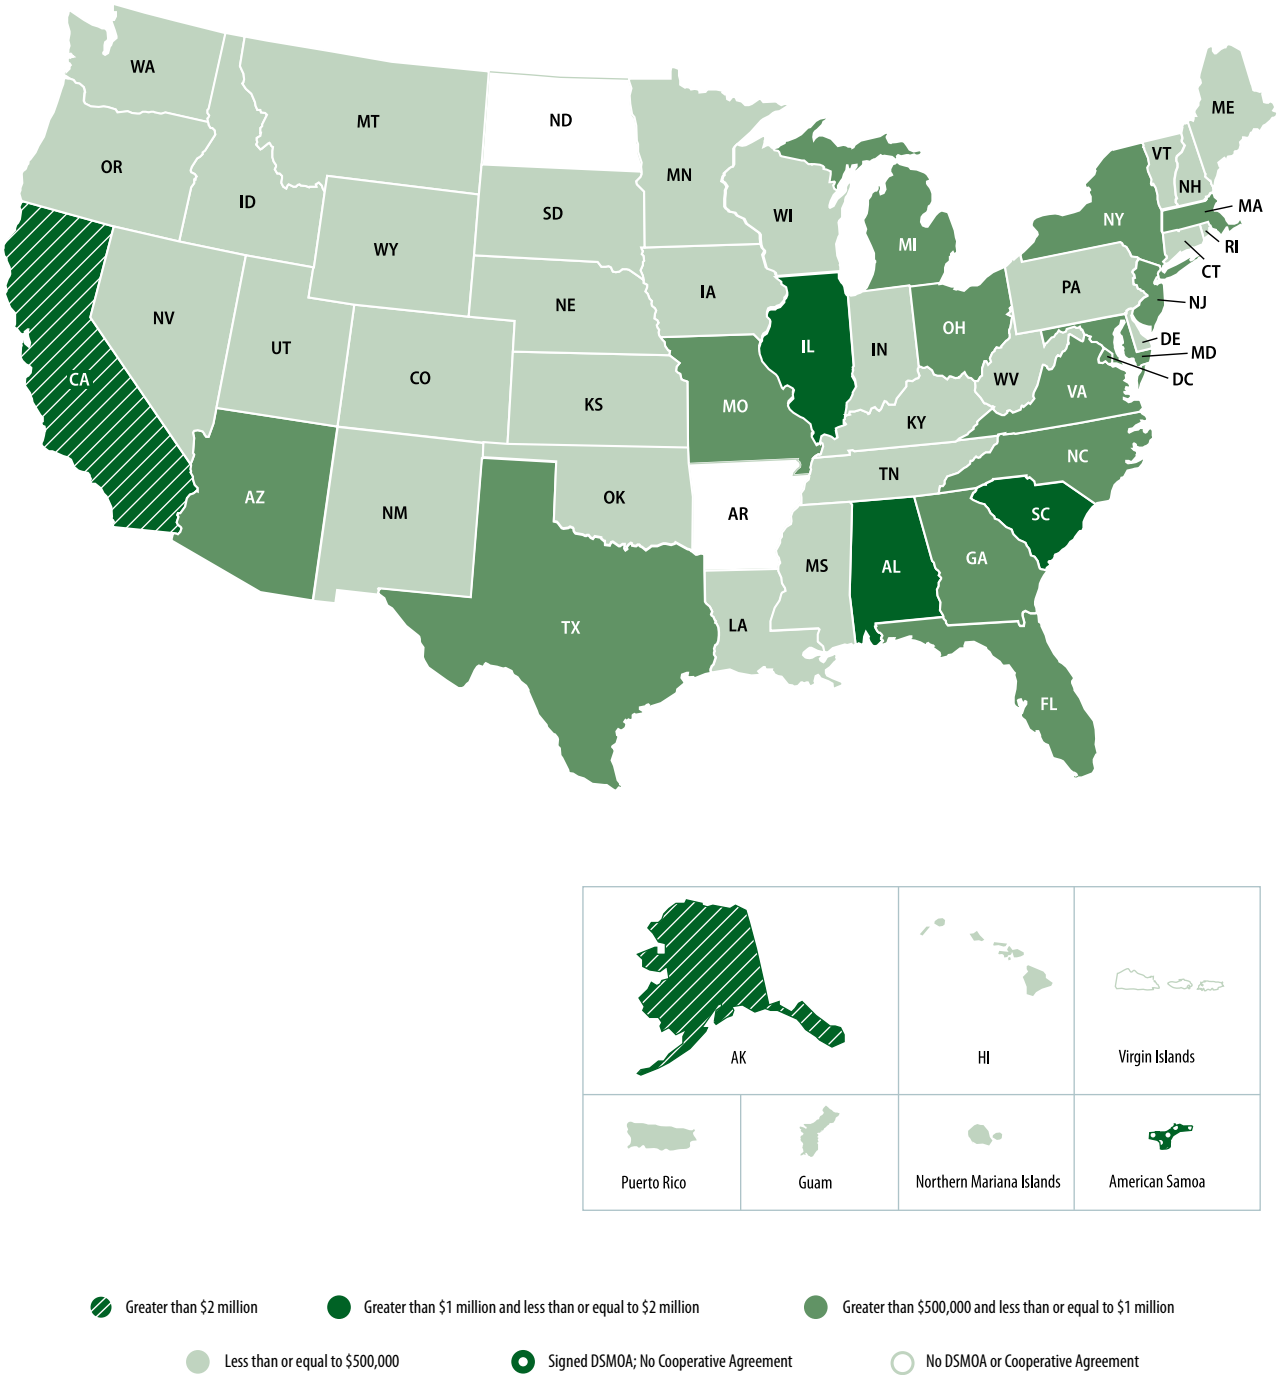 WA
MT
ND
ME
OR
ID
MN
VT
NH
SD
WI
MA
NY
WY
MI
RI
CT
PA
IA
NE
NJ
NV
OH
UT
IL
IN
DE
MD
CO
WV
DC
CA
VA
KS
MO
KY
NC
TN
AZ
OK
NM
AR
SC
GA
MS
AL
TX
LA
FL
AK
HI
Virgin Islands
Puerto Rico
Guam
Northern Mariana Islands
American Samoa
Greater than $2 million
Greater than $1 million and less than or equal to $2 million
Greater than $500,000 and less than or equal to $1 million
Less than or equal to $500,000
Signed DSMOA; No Cooperative Agreement
No DSMOA or Cooperative Agreement